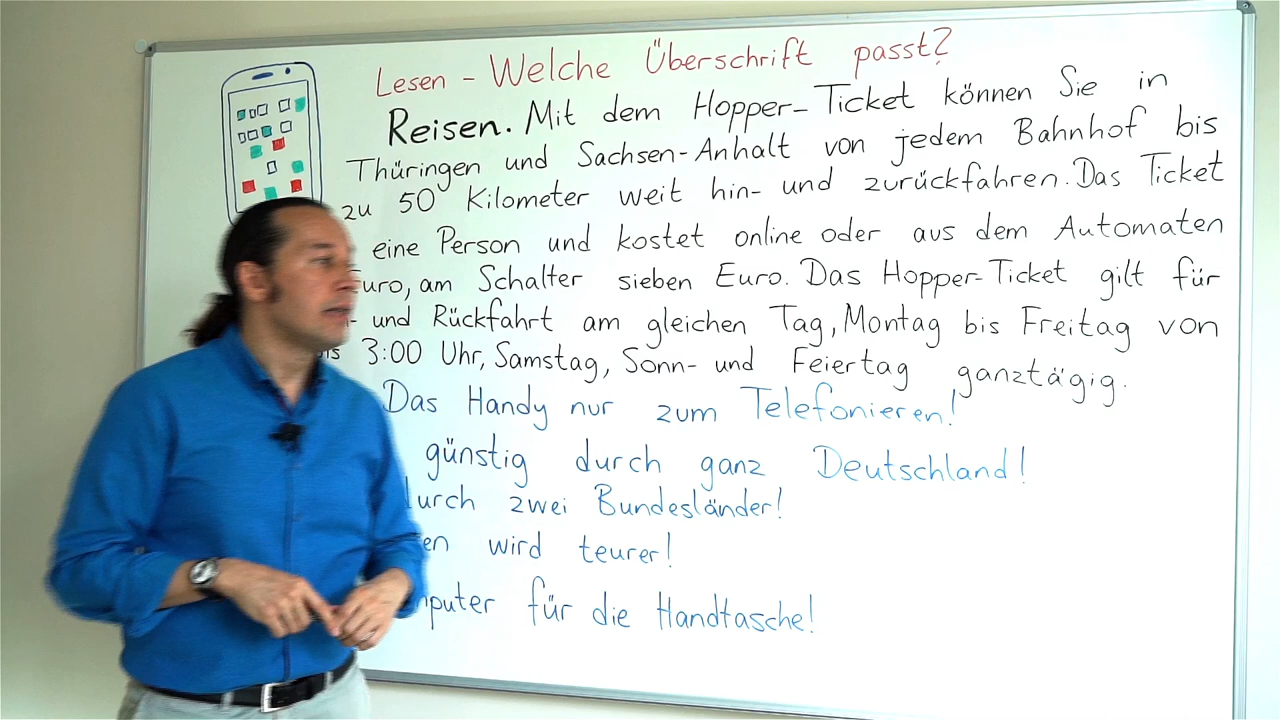 Lesen - Welche Überschrift passt?
Reisen. Mit dem Hopper-Ticket können Sie in
Thüringen und Sachsen-Anhalt von jedem Bahnhof bis
zu 50 Kilometer weit hin- und zurückfahren. Das Ticket
eine Person und kostet online oder aus dem Automaten
Euro, am Schalter sieben Euro. Das Hopper-Ticket gilt für
und Rückfahrt am gleichen Tag, Montag bis Freitag von
3:00 Uhr, Samstag, Sonn- und Feiertag ganztägig.
Das Handy nur zum Telefonieren!
günstig durch ganz Deutschland!
durch zwei Bundesländer!
wird teurer!
für die Handtasche!